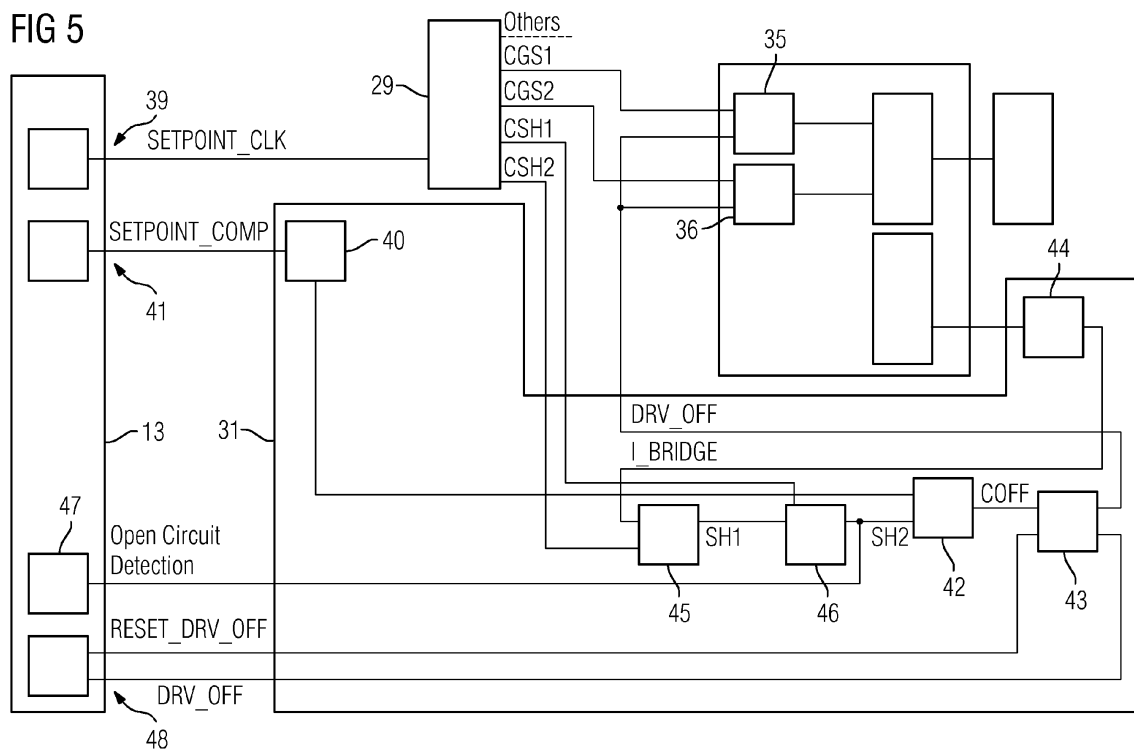 FIG 5
Others
CGS1
CGS2
CSH1
CSH2
29
35
36
39
SETPOINT_CLK
SETPOINT_COMP
40
41
44
13
31
DRV_OFF
I_BRIDGE
47
Open Circuit
Detection
SH1
SH2
COFF
45
46
42
43
RESET_DRV_OFF
DRV_OFF
48